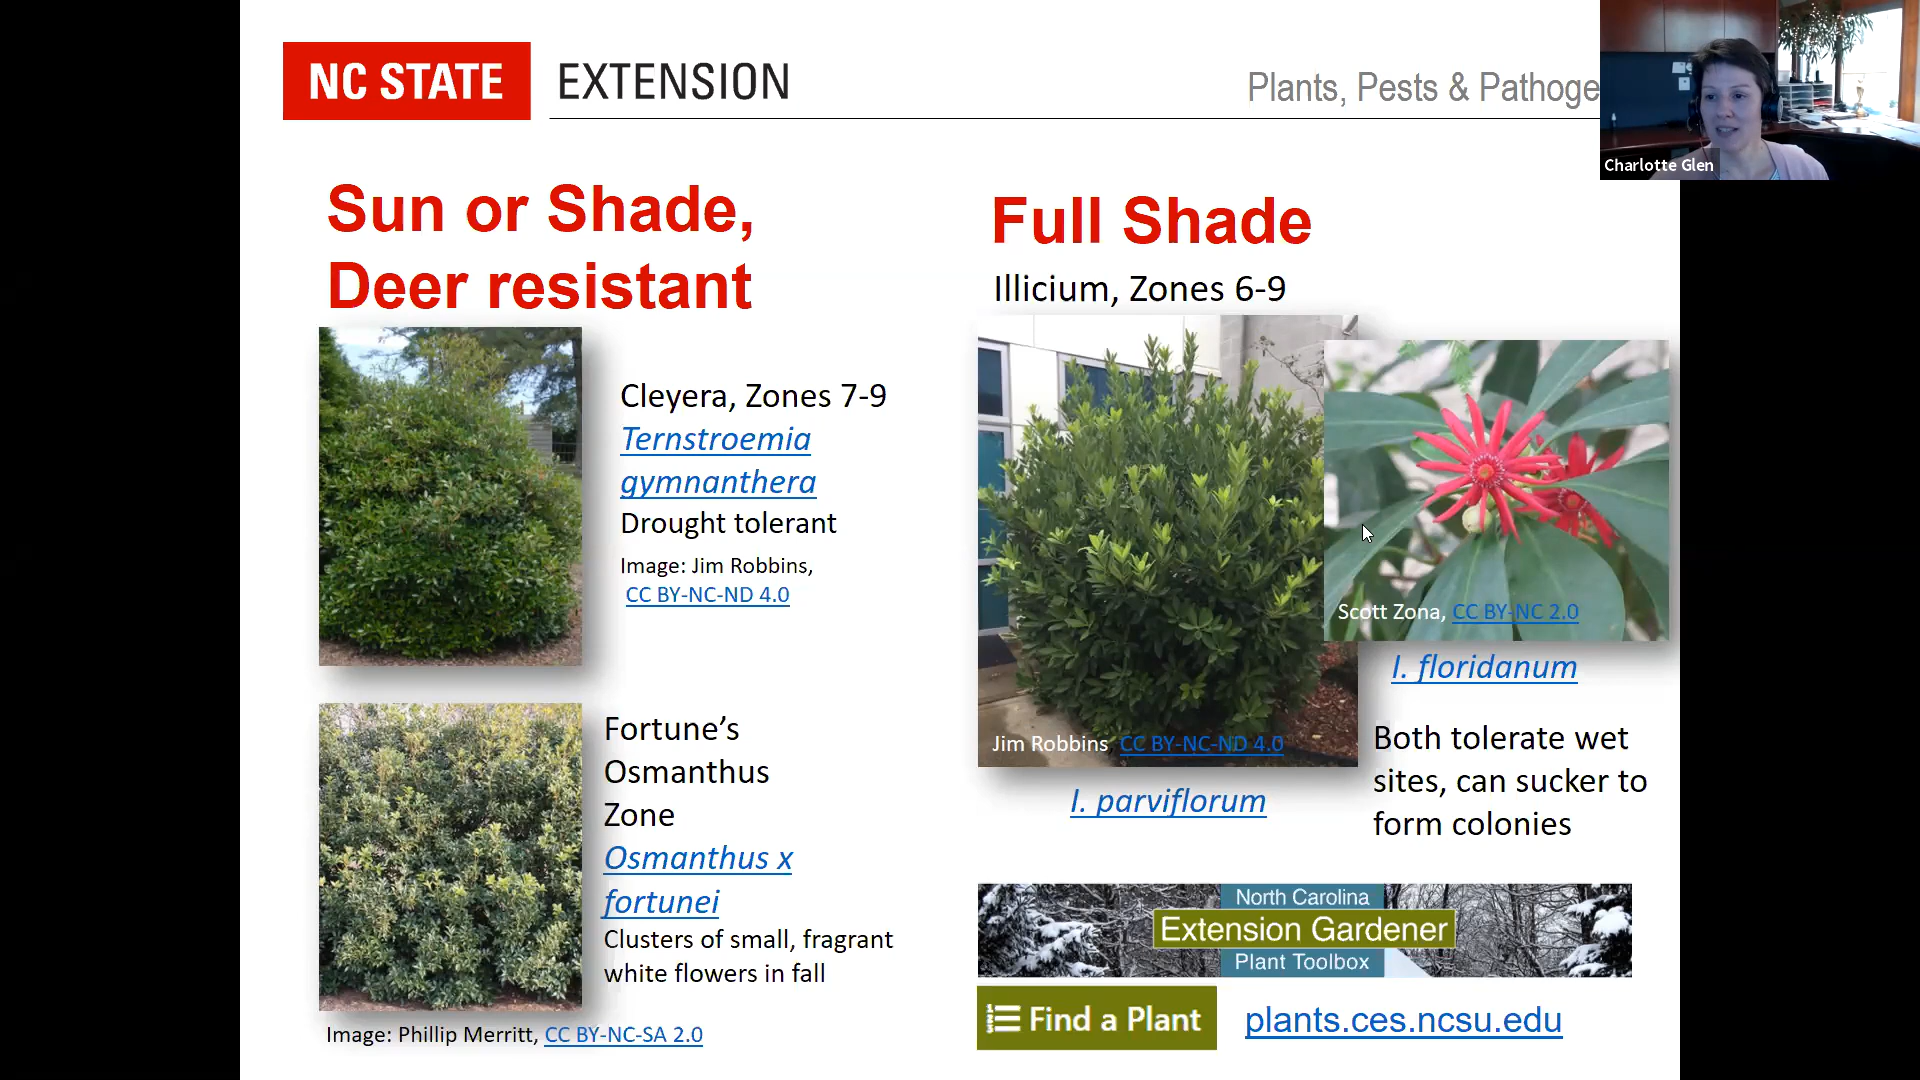 NC STATE EXTENSION
Plants, Pests & Pathoge
Charlotte Glen
Sun or Shade,
Deer resistant
Cleyera, Zones 7-9
Ternstroemia
gymnanthera
Drought tolerant
Image: Jim Robbins,
CC BY-NC-ND 4.0
Fortune’s
Osmanthus
Zone
Osmanthus x
fortunei
Clusters of small, fragrant
white flowers in fall
Image: Phillip Merritt, CC BY-NC-SA 2.0
Full Shade
Illicium, Zones 6-9
Scott Zona, CC BY-NC 2.0
I. floridanum
Jim Robbins CC BY-NC-ND 4.0
I. parviflorum
Both tolerate wet
sites, can sucker to
form colonies
North Carolina
Extension Gardener
Plant Toolbox
Find a Plant
plants.ces.ncsu.edu